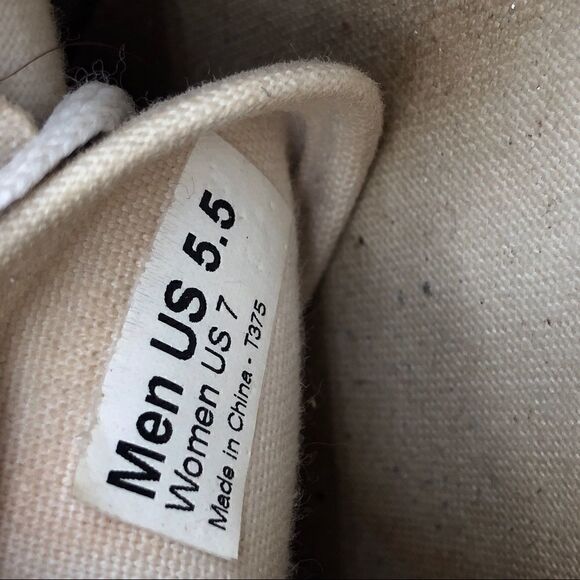 Men US 5.5
Women US 7
Made in China - T375